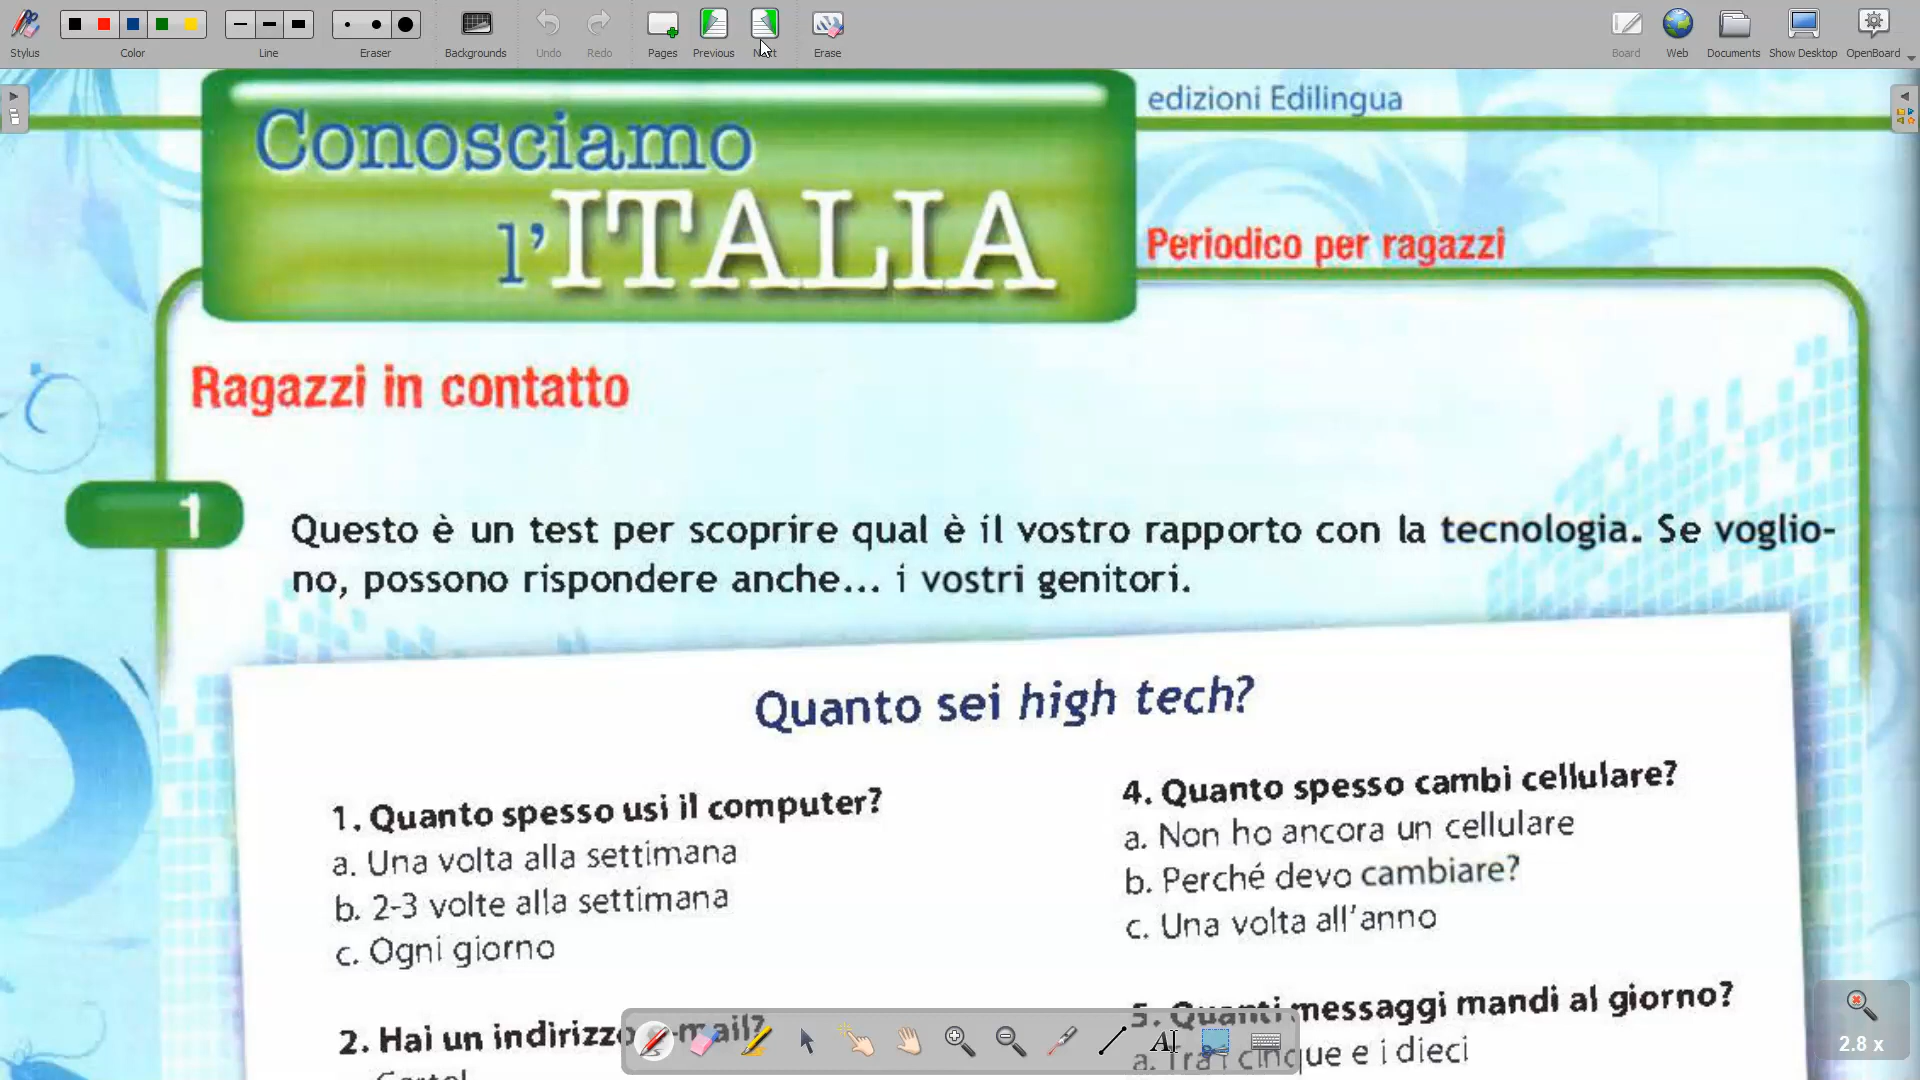 Stylus
Color
Line
Eraser
Backgrounds
Undo
Redo
Pages
Previous
Erase
Board
Web
Documents
Show Desktop
OpenBoard
Conosciamo
l'ITALIA
edizioni Edilingua
Periodico per ragazzi
Ragazzi in contatto
1
Questo è un test per scoprire qual è il vostro rapporto con la tecnologia. Se voglio-
no, possono rispondere anche... i vostri genitori.
Quanto sei high tech?
1. Quanto spesso usi il computer?
a. Una volta alla settimana
b. 2-3 volte alla settimana
c. Ogni giorno
2. Hai un indirizzo e-mail?
4. Quanto spesso cambi cellulare?
a. Non ho ancora un cellulare
b. Perché devo cambiare?
c. Una volta all'anno
5. Quanti messaggi mandi al giorno?
a. Tra i cinque e i dieci
2.8 x